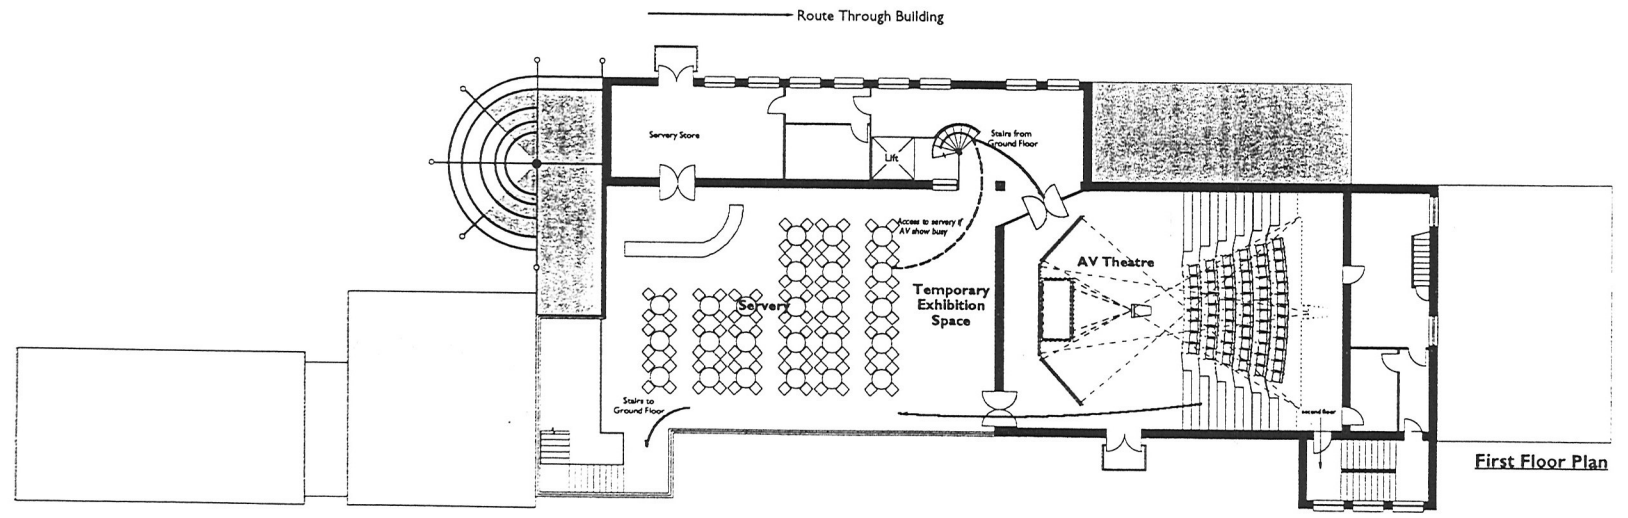 Route Through Building
Servery Store
Lift
Stairs from
Ground Floor
Access to servery if
AV show busy
AV Theatre
Servery
Temporary
Exhibition
Space
Stairs to
Ground Floor
second floor
First Floor Plan